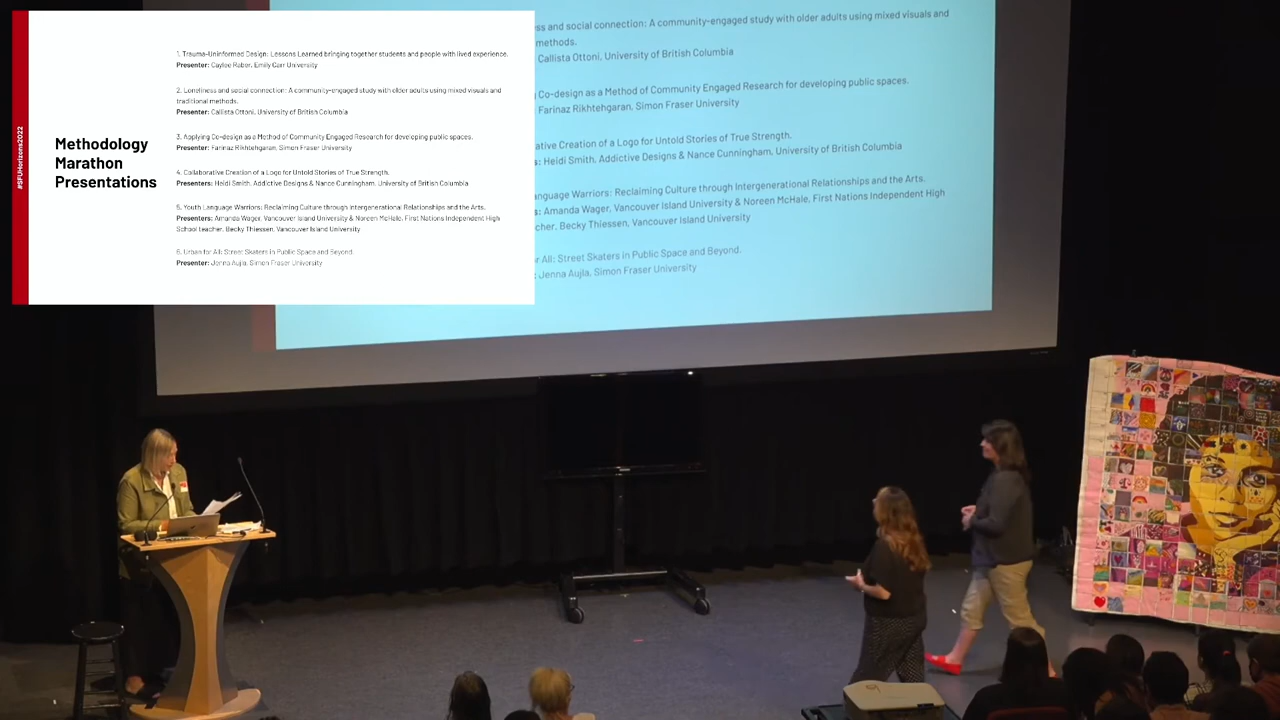 #SFUHorizons2022
Methodology
Marathon
Presentations
1. Trauma-Uninformed Design: Lessons Learned bringing together students and people with lived experience.
Presenter: Caylee Raber, Emily Carr University
2. Loneliness and social connection: A community-engaged study with older adults using mixed visuals and
traditional methods.
Presenter: Callista Ottoni, University of British Columbia
3. Applying Co-design as a Method of Community Engaged Research for developing public spaces.
Presenter: Farinaz Rikhtehgaran, Simon Fraser University
4. Collaborative Creation of a Logo for Untold Stories of True Strength.
Presenters: Heidi Smith, Addictive Designs & Nance Cunningham, University of British Columbia
5. Youth Language Warriors: Reclaiming Culture through Intergenerational Relationships and the Arts.
Presenters: Amanda Wager, Vancouver Island University & Noreen McHale, First Nations Independent High
School teacher, Becky Thiessen, Vancouver Island University
6. Urban for All: Street Skaters in Public Space and Beyond.
Presenter: Jenna Aujla, Simon Fraser University
ss and social connection: A community-engaged study with older adults using mixed visuals and
methods.
Callista Ottoni, University of British Columbia
Co-design as a Method of Community Engaged Research for developing public spaces.
Farinaz Rikhtehgaran, Simon Fraser University
ative Creation of a Logo for Untold Stories of True Strength.
s: Heidi Smith, Addictive Designs & Nance Cunningham, University of British Columbia
anguage Warriors: Reclaiming Culture through Intergenerational Relationships and the Arts.
s: Amanda Wager, Vancouver Island University & Noreen McHale, First Nations Independent High
cher, Becky Thiessen, Vancouver Island University
r All: Street Skaters in Public Space and Beyond.
: Jenna Aujla, Simon Fraser University